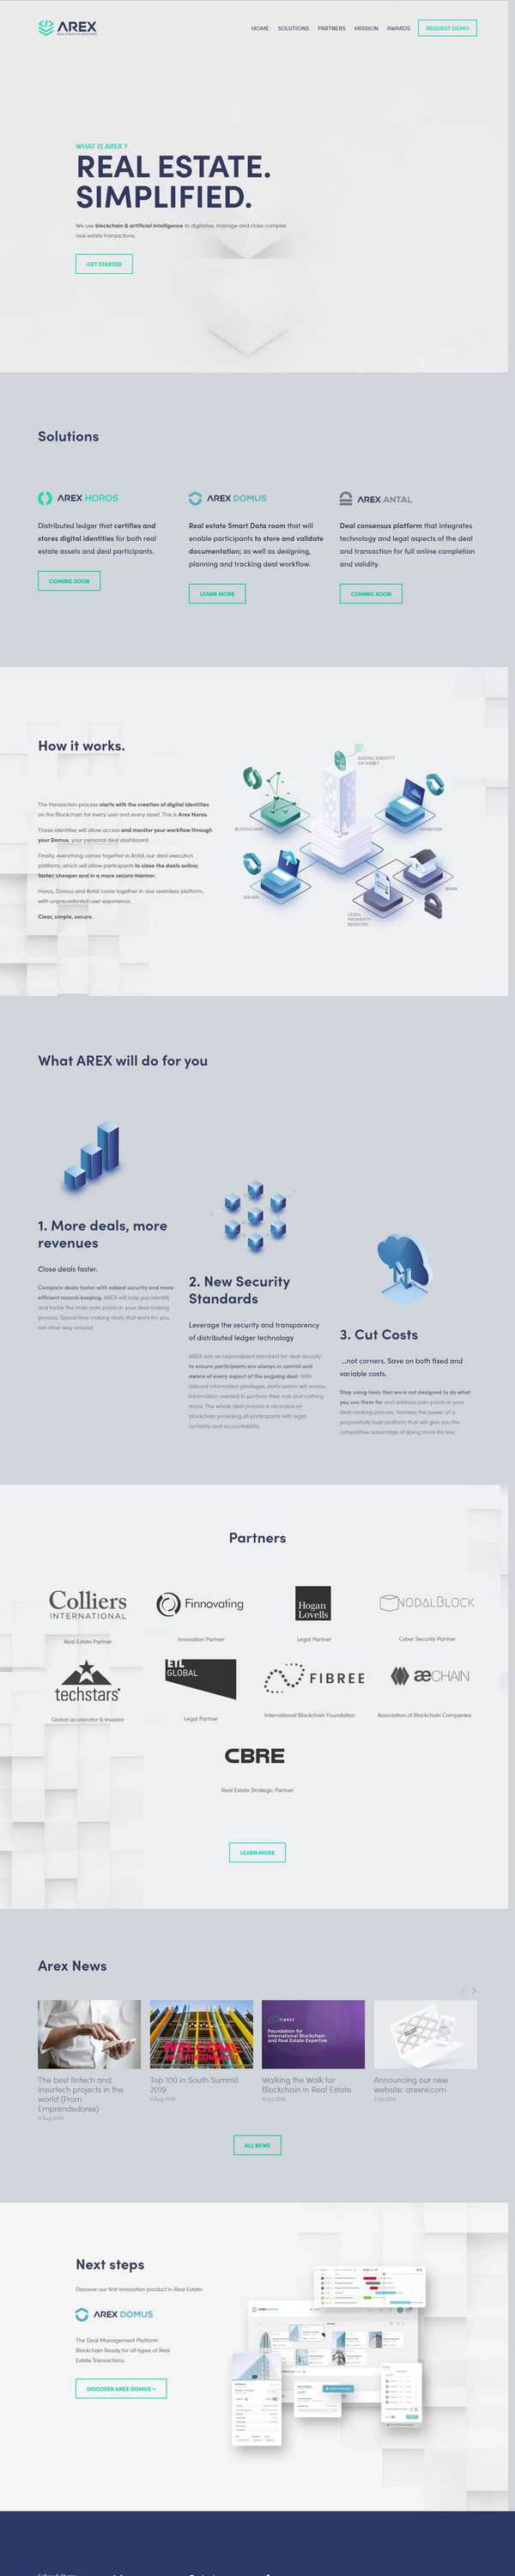 AREX
HOME SOLUTIONS PARTNERS MISSION AWARDS REQUEST DEMO
WHAT IS AREX ?
REAL ESTATE.
SIMPLIFIED.
We use blockchain & artificial intelligence to digitalise, manage and close complex
real estate transactions.
GET STARTED
Solutions
AREX HOROS
Distributed ledger that certifies and
stores digital identities for both real
estate assets and deal participants.
COMING SOON
AREX DOMUS
Real estate Smart Data room that will
enable participants to store and validate
documentation; as well as designing,
planning and tracking deal workflow.
LEARN MORE
AREX ANTAL
Deal consensus platform that integrates
technology and legal aspects of the deal
and transaction for full online completion
and validity.
COMING SOON
How it works.
The transaction process starts with the creation of digital identities
on the Blockchain for every user and every asset. This is Arex Horos.
These identities will allow access and monitor your workflow through
your Domus, your personal deal dashboard.
Finally, everything comes together in Antal, our deal execution
platform, which will allow participants to close the deals online;
faster, cheaper and in a more secure manner.
Horos, Domus and Antal come together in one seamless platform,
with unprecedented user experience.
Clear, simple, secure.
DIGITAL IDENTITY
OF ASSET
BLOCKCHAIN
INVESTOR
BANK
LEGAL
PROPERTY
REGISTRY
What AREX will do for you
1. More deals, more
revenues
Close deals faster.
Complete deals faster with added security and more
efficient record-keeping. AREX will help you identify
and tackle the main pain points in your deal-making
process. Spend time making deals that work for you,
not other way around.
2. New Security
Standards
Leverage the security and transparency
of distributed ledger technology
AREX sets an unparalleled standard for deal security
to ensure participants are always in control and
aware of every aspect of the ongoing deal. With
tailored information privileges, participants will access
information needed to perform their role and nothing
more. The whole deal process is recorded on
blockchain providing all participants with legal
certainty and accountability.
3. Cut Costs
...not corners. Save on both fixed and
variable costs.
Stop using tools that were not designed to do what
you use them for and address pain points in your
deal-making process. Harness the power of a
purposefully built platform that will give you the
competitive advantage of doing more for less.
Partners
Colliers
INTERNATIONAL
Real Estate Partner
Finnovating
Innovation Partner
Hogan
Lovells
Legal Partner
NODALBLOCK
Cyber Security Partner
techstars
Global accelerator & investor
ETL
GLOBAL
Legal Partner
FIBREE
International Blockchain Foundation
æCHAIN
Association of Blockchain Companies
CBRE
Real Estate Strategic Partner
LEARN MORE
Arex News
WELCOME
FIBREE
Foundation for
International Blockchain
and Real Estate Expertise
The best fintech and
insurtech projects in the
world (From
Emprendedores)
Top 100 in South Summit
2019
Walking the Walk for
Blockchain in Real Estate
Announcing our new
website: arexre.com
ALL NEWS
Next steps
Discover our first innovation product in Real Estate:
AREX DOMUS
The Deal Management Platform
Blockchain Ready for all types of Real
Estate Transactions.
DISCOVER AREX DOMUS »